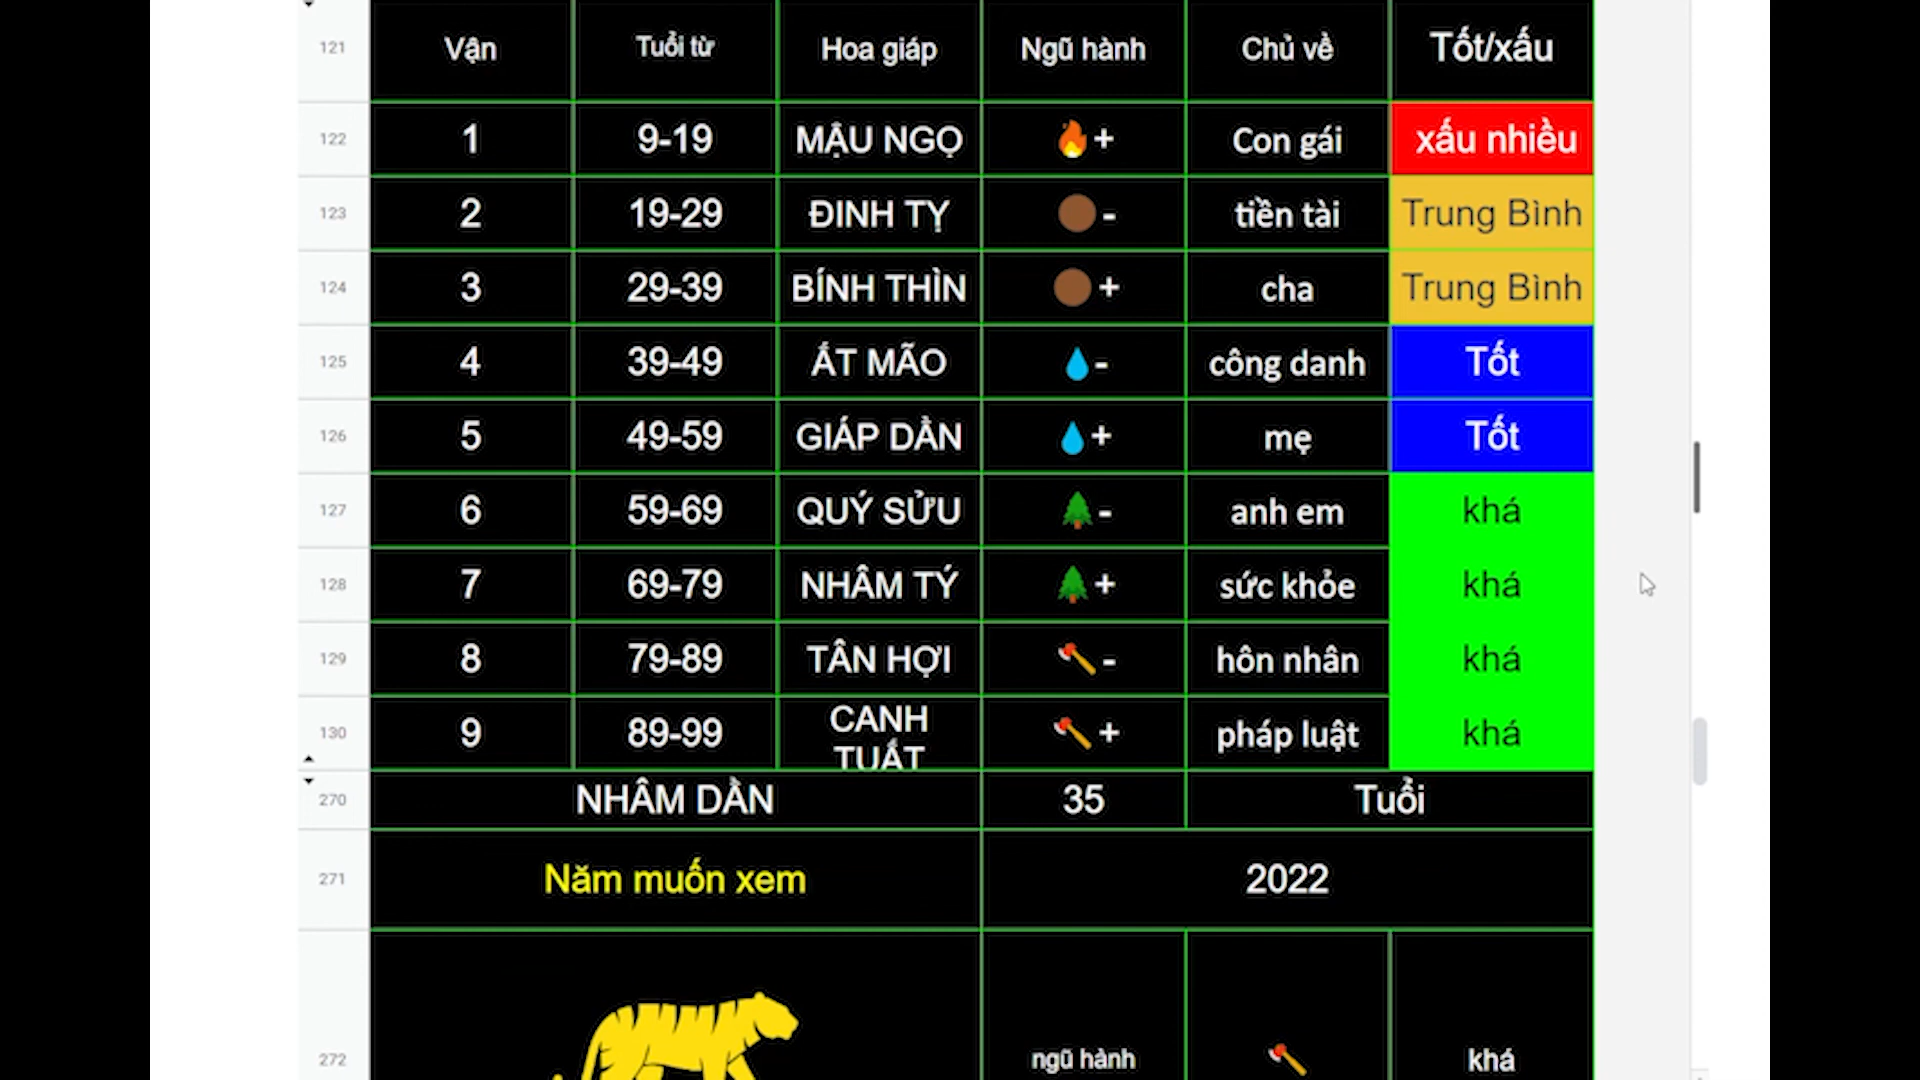 121 Vận Tuổi từ Hoa giáp Ngũ hành Chủ về Tốt/xấu
122 1 9-19 MẬU NGỌ + Con gái xấu nhiều
123 2 19-29 ĐINH TỴ - tiền tài Trung Bình
124 3 29-39 BÍNH THÌN + cha Trung Bình
125 4 39-49 ẤT MÃO - công danh Tốt
126 5 49-59 GIÁP DẦN + mẹ Tốt
127 6 59-69 QUÝ SỬU - anh em khá
128 7 69-79 NHÂM TÝ + sức khỏe khá
129 8 79-89 TÂN HỢI - hôn nhân khá
130 9 89-99 CANH TUẤT + pháp luật khá
270 NHÂM DẦN 35 Tuổi
271 Năm muốn xem 2022
272 ngũ hành khá